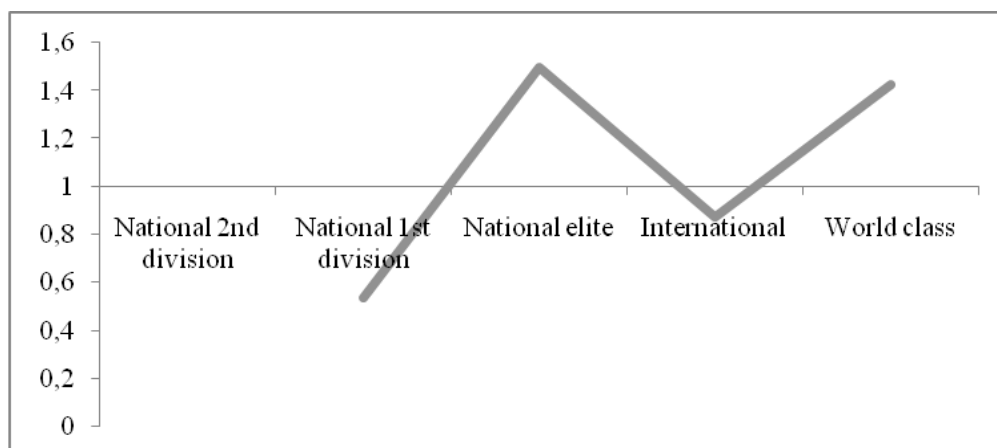 1,6
1,4
1,2
1
0,8
0,6
0,4
0,2
0
National 2nd
division
National 1st
division
National elite
International
World class